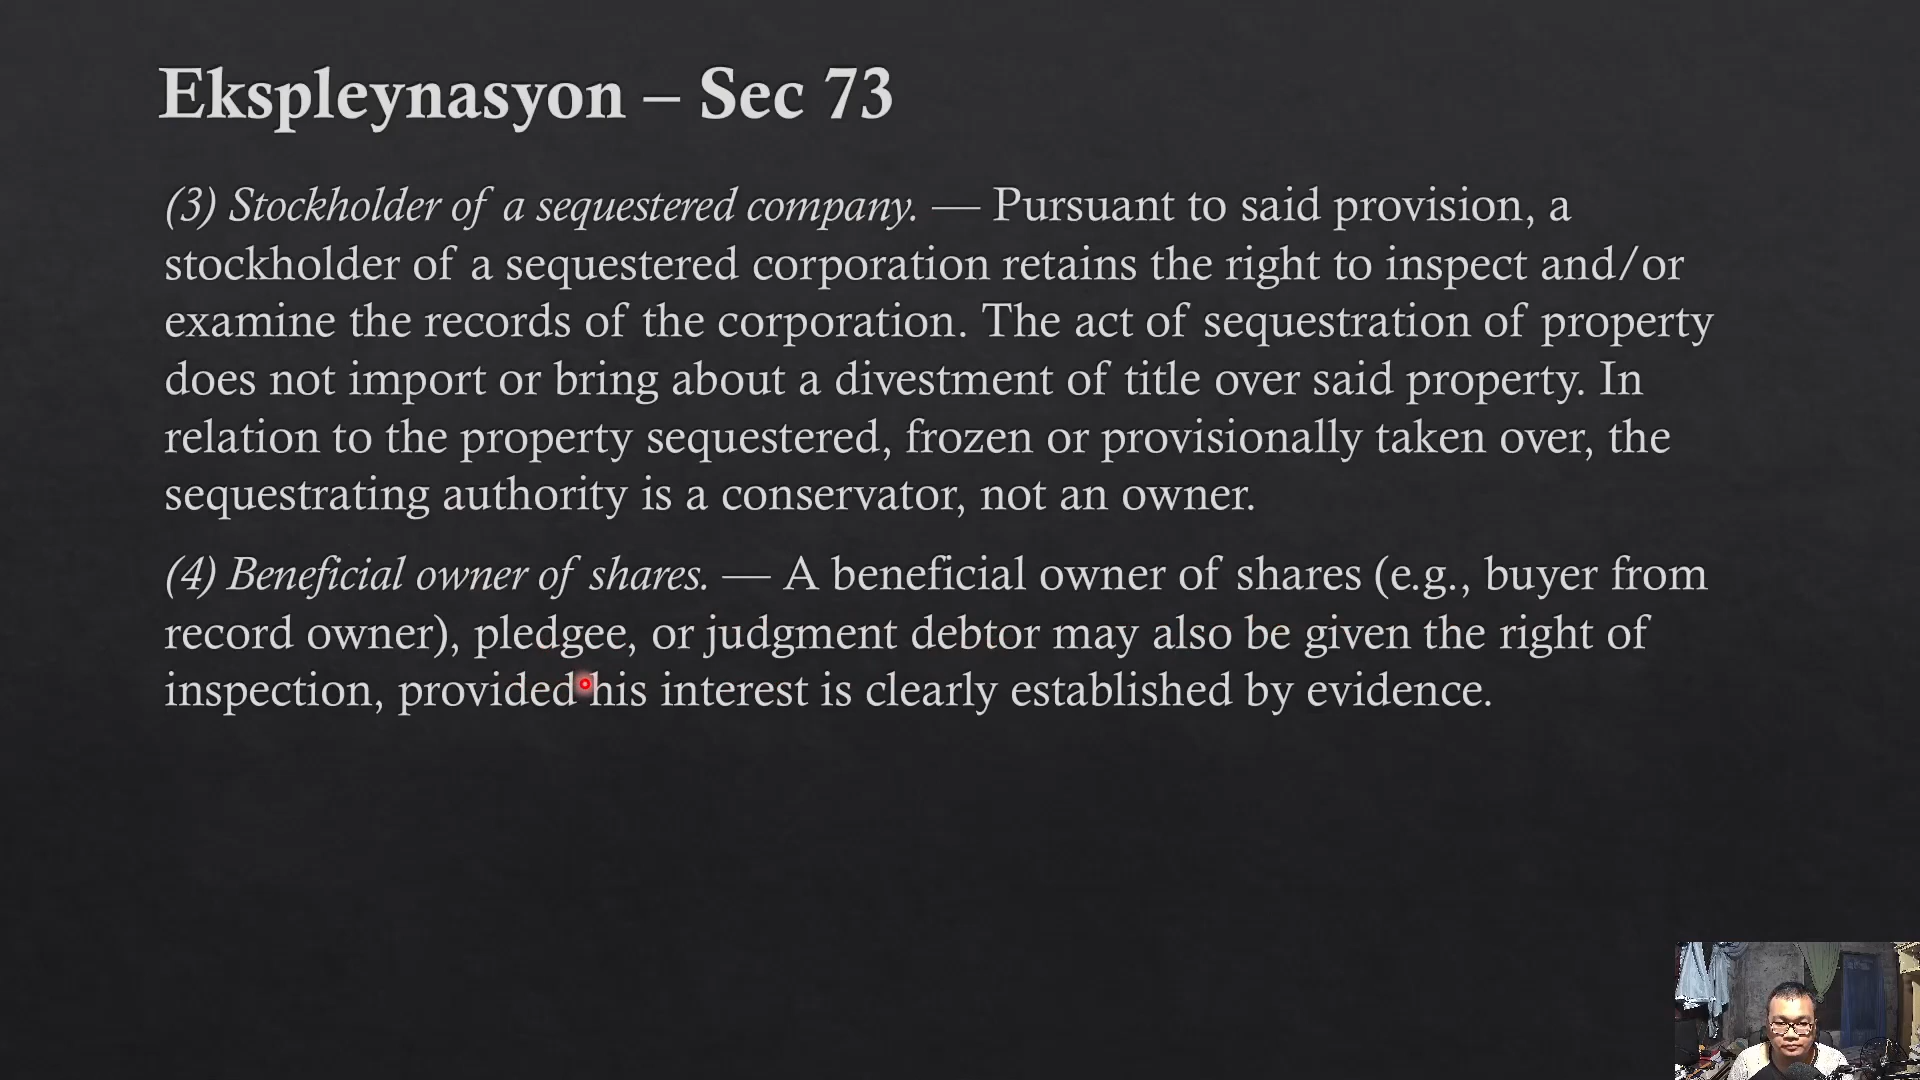 Ekspleynasyon – Sec 73
(3) Stockholder of a sequestered company. — Pursuant to said provision, a
stockholder of a sequestered corporation retains the right to inspect and/or
examine the records of the corporation. The act of sequestration of property
does not import or bring about a divestment of title over said property. In
relation to the property sequestered, frozen or provisionally taken over, the
sequestrating authority is a conservator, not an owner.
(4) Beneficial owner of shares. — A beneficial owner of shares (e.g., buyer from
record owner), pledgee, or judgment debtor may also be given the right of
inspection, provided his interest is clearly established by evidence.